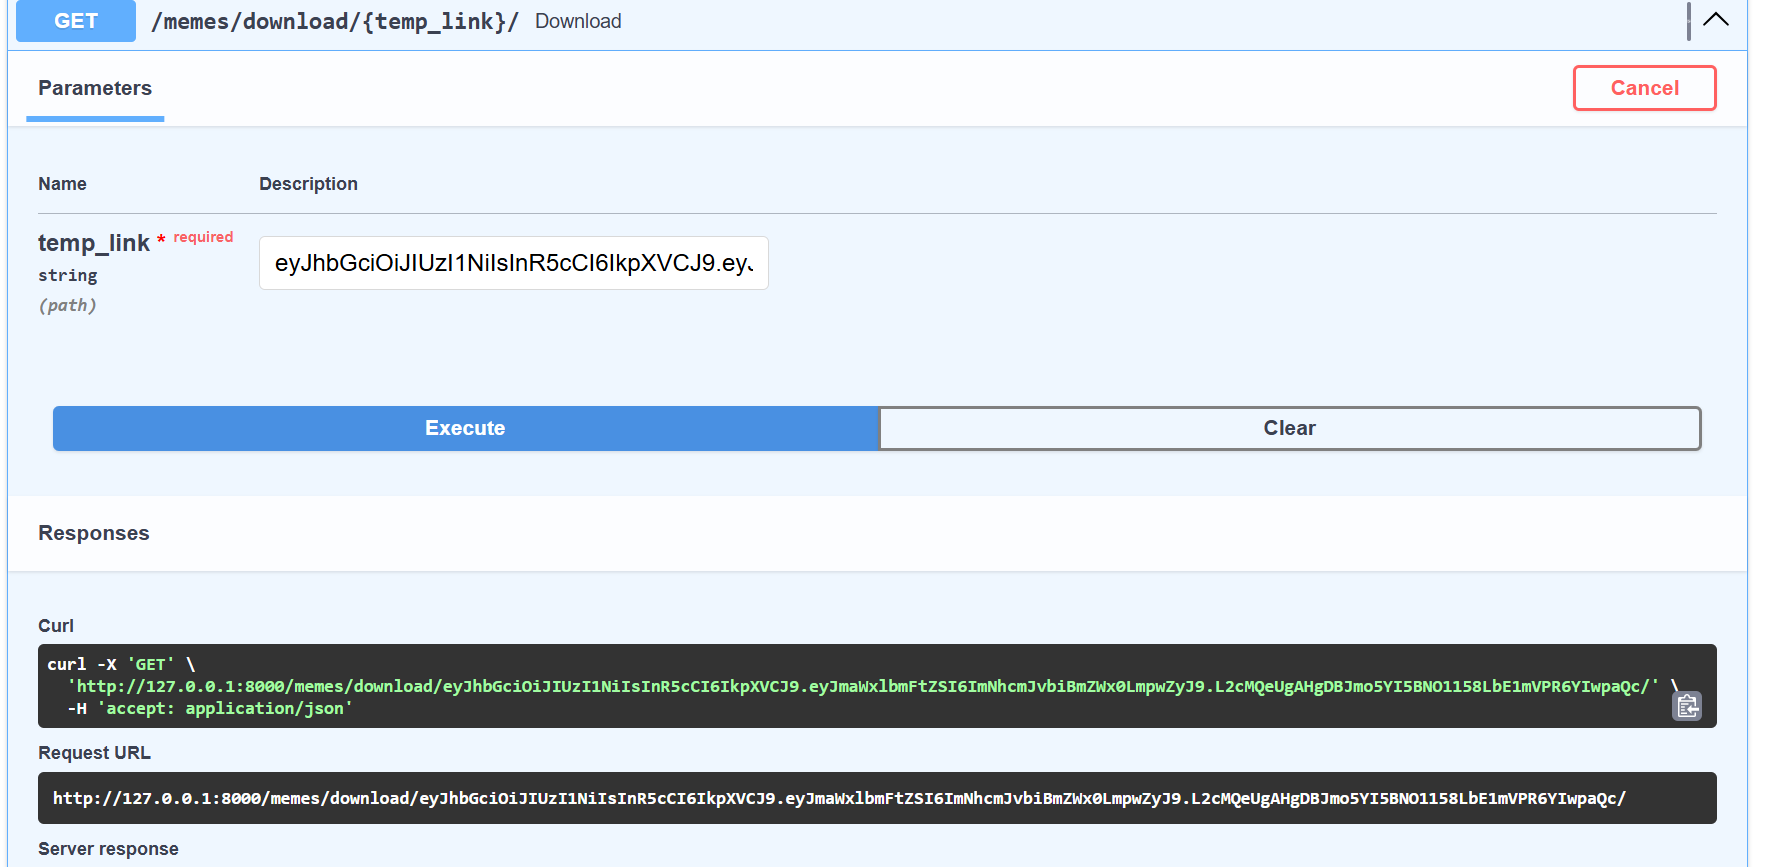 GET /memes/download/{temp_link}/ Download
Parameters
Cancel
Name Description
temp_link * required
string
(path)
eyJhbGciOiJIUzI1NiIsInR5cCI6IkpXVCJ9.ey
Execute Clear
Responses
Curl
curl -X 'GET' \
'http://127.0.0.1:8000/memes/download/eyJhbGciOiJIUzI1NiIsInR5cCI6IkpXVCJ9.eyJmaWxlbmFtZSI6ImNhcmJvbiBmZWx0LmpwZyJ9.L2cMQeUgAHgDBJmo5YI5BNO1158LbE1mVPR6YIwpaQc/' \
-H 'accept: application/json'
Request URL
http://127.0.0.1:8000/memes/download/eyJhbGciOiJIUzI1NiIsInR5cCI6IkpXVCJ9.eyJmaWxlbmFtZSI6ImNhcmJvbiBmZWx0LmpwZyJ9.L2cMQeUgAHgDBJmo5YI5BNO1158LbE1mVPR6YIwpaQc/
Server response